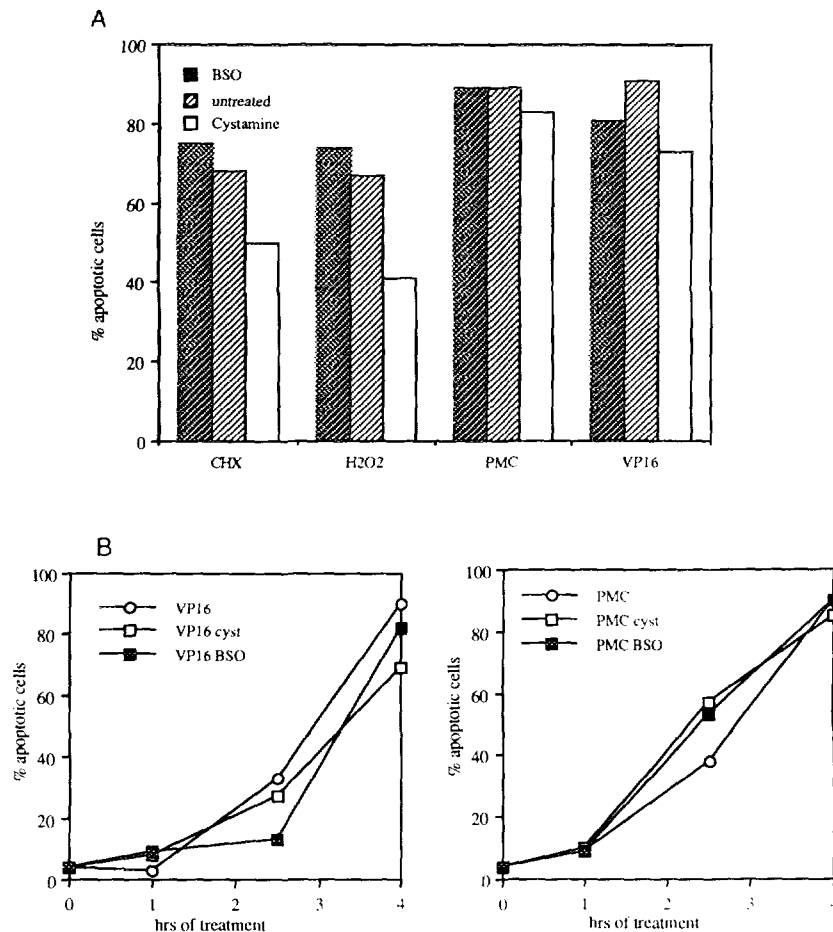 A
100
80
60
40
20
0
% apoptotic cells
BSO
untreated
Cystamine
CHX
H2O2
PMC
VP16
B
100
80
60
40
20
0
% apoptotic cells
VP16
VP16 cyst
VP16 BSO
0 1 2 3 4
hrs of treatment
100
80
60
40
20
0
% apoptotic cells
PMC
PMC cyst
PMC BSO
0 1 2 3 4
hrs of treatment